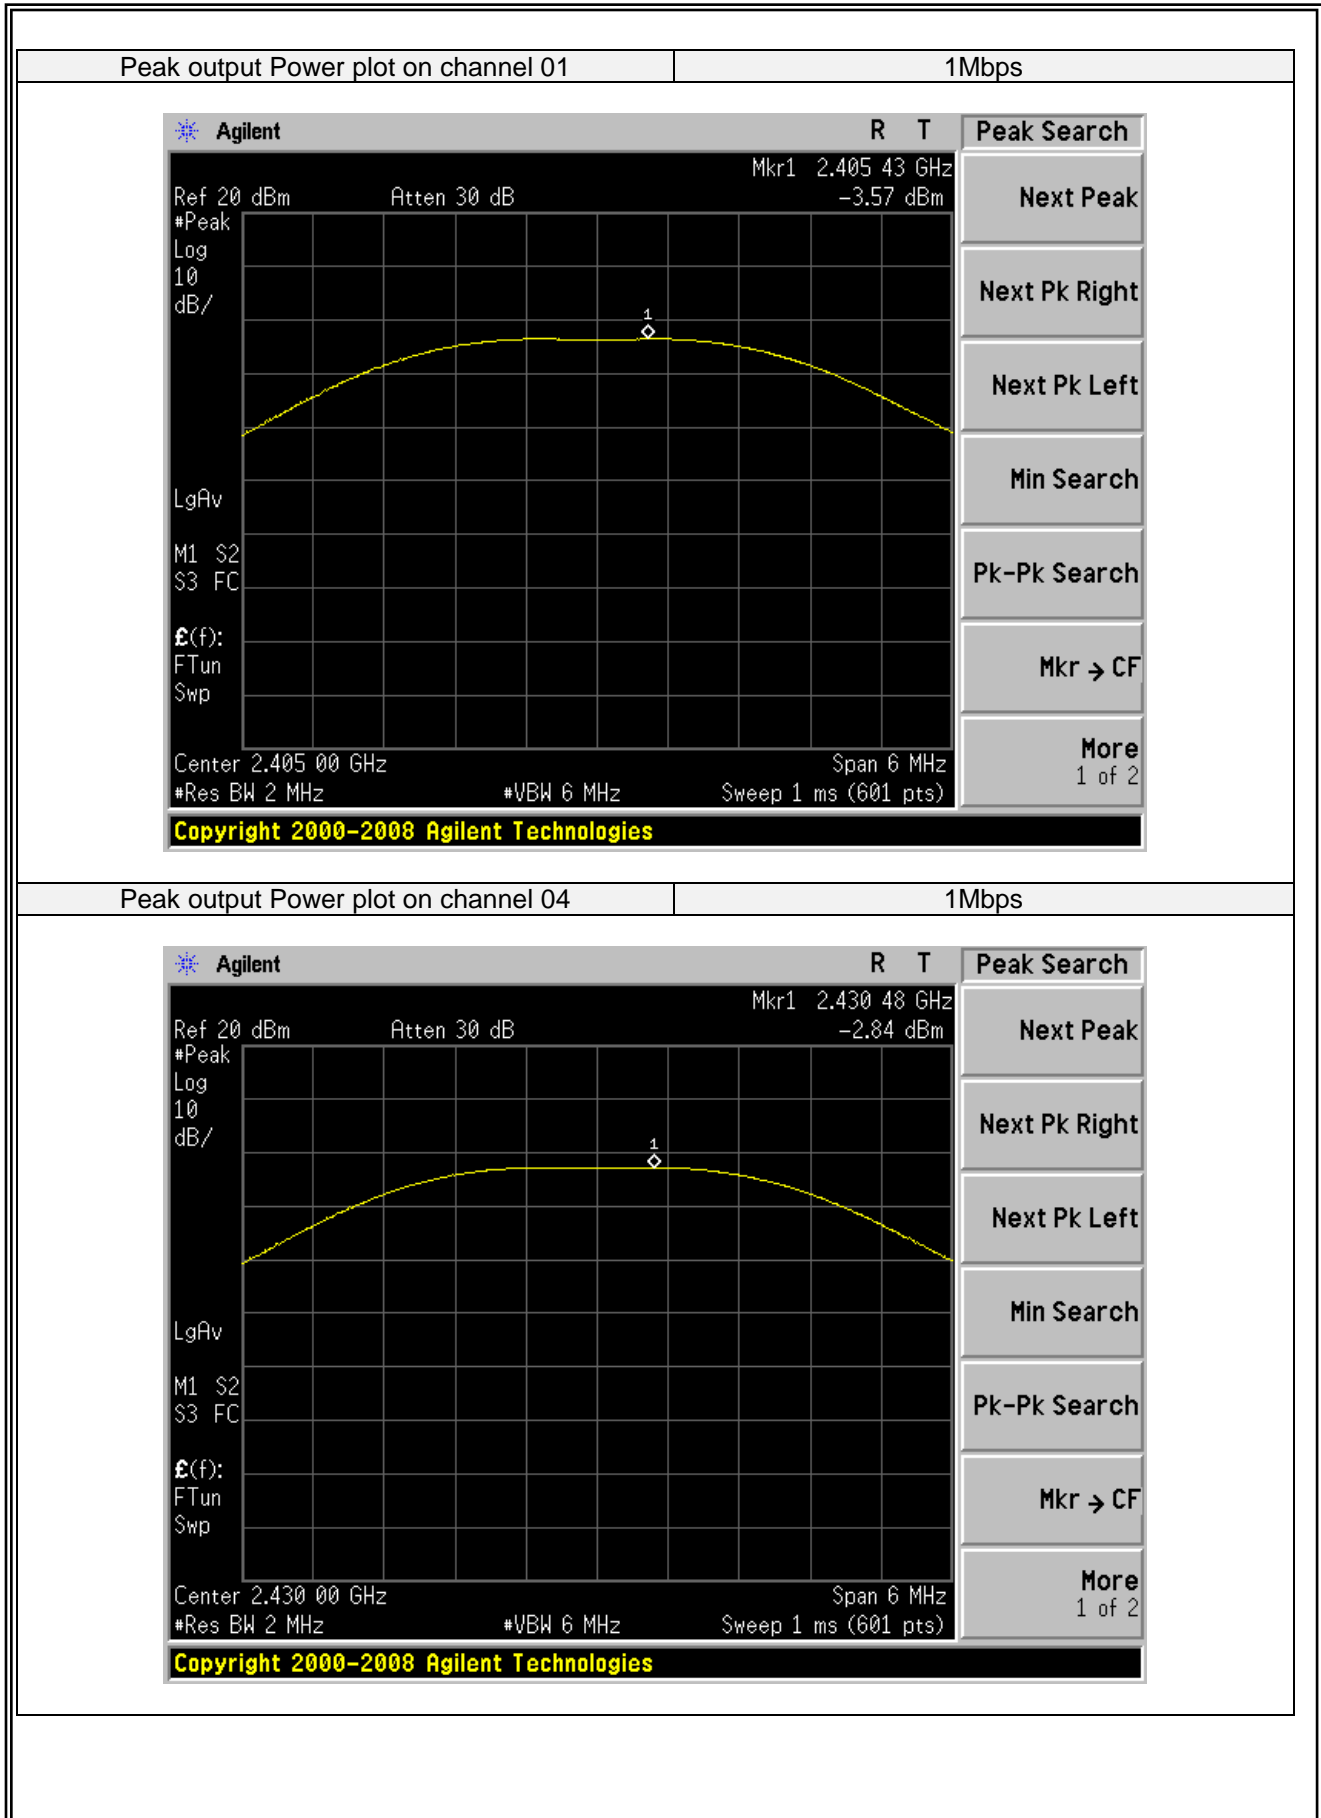 Peak output Power plot on channel 01 1Mbps
Agilent R T Peak Search
Mkr1 2.405 43 GHz
Ref 20 dBm Atten 30 dB -3.57 dBm
#Peak
Log
10
dB/
1
LgAv
M1 S2
S3 FC
£(f):
FTun
Swp
Center 2.405 00 GHz Span 6 MHz
#Res BW 2 MHz #VBW 6 MHz Sweep 1 ms (601 pts)
Copyright 2000-2008 Agilent Technologies
Next Peak
Next Pk Right
Next Pk Left
Min Search
Pk-Pk Search
Mkr → CF
More
1 of 2
Peak output Power plot on channel 04 1Mbps
Agilent R T Peak Search
Mkr1 2.430 48 GHz
Ref 20 dBm Atten 30 dB -2.84 dBm
#Peak
Log
10
dB/
1
LgAv
M1 S2
S3 FC
£(f):
FTun
Swp
Center 2.430 00 GHz Span 6 MHz
#Res BW 2 MHz #VBW 6 MHz Sweep 1 ms (601 pts)
Copyright 2000-2008 Agilent Technologies
Next Peak
Next Pk Right
Next Pk Left
Min Search
Pk-Pk Search
Mkr → CF
More
1 of 2